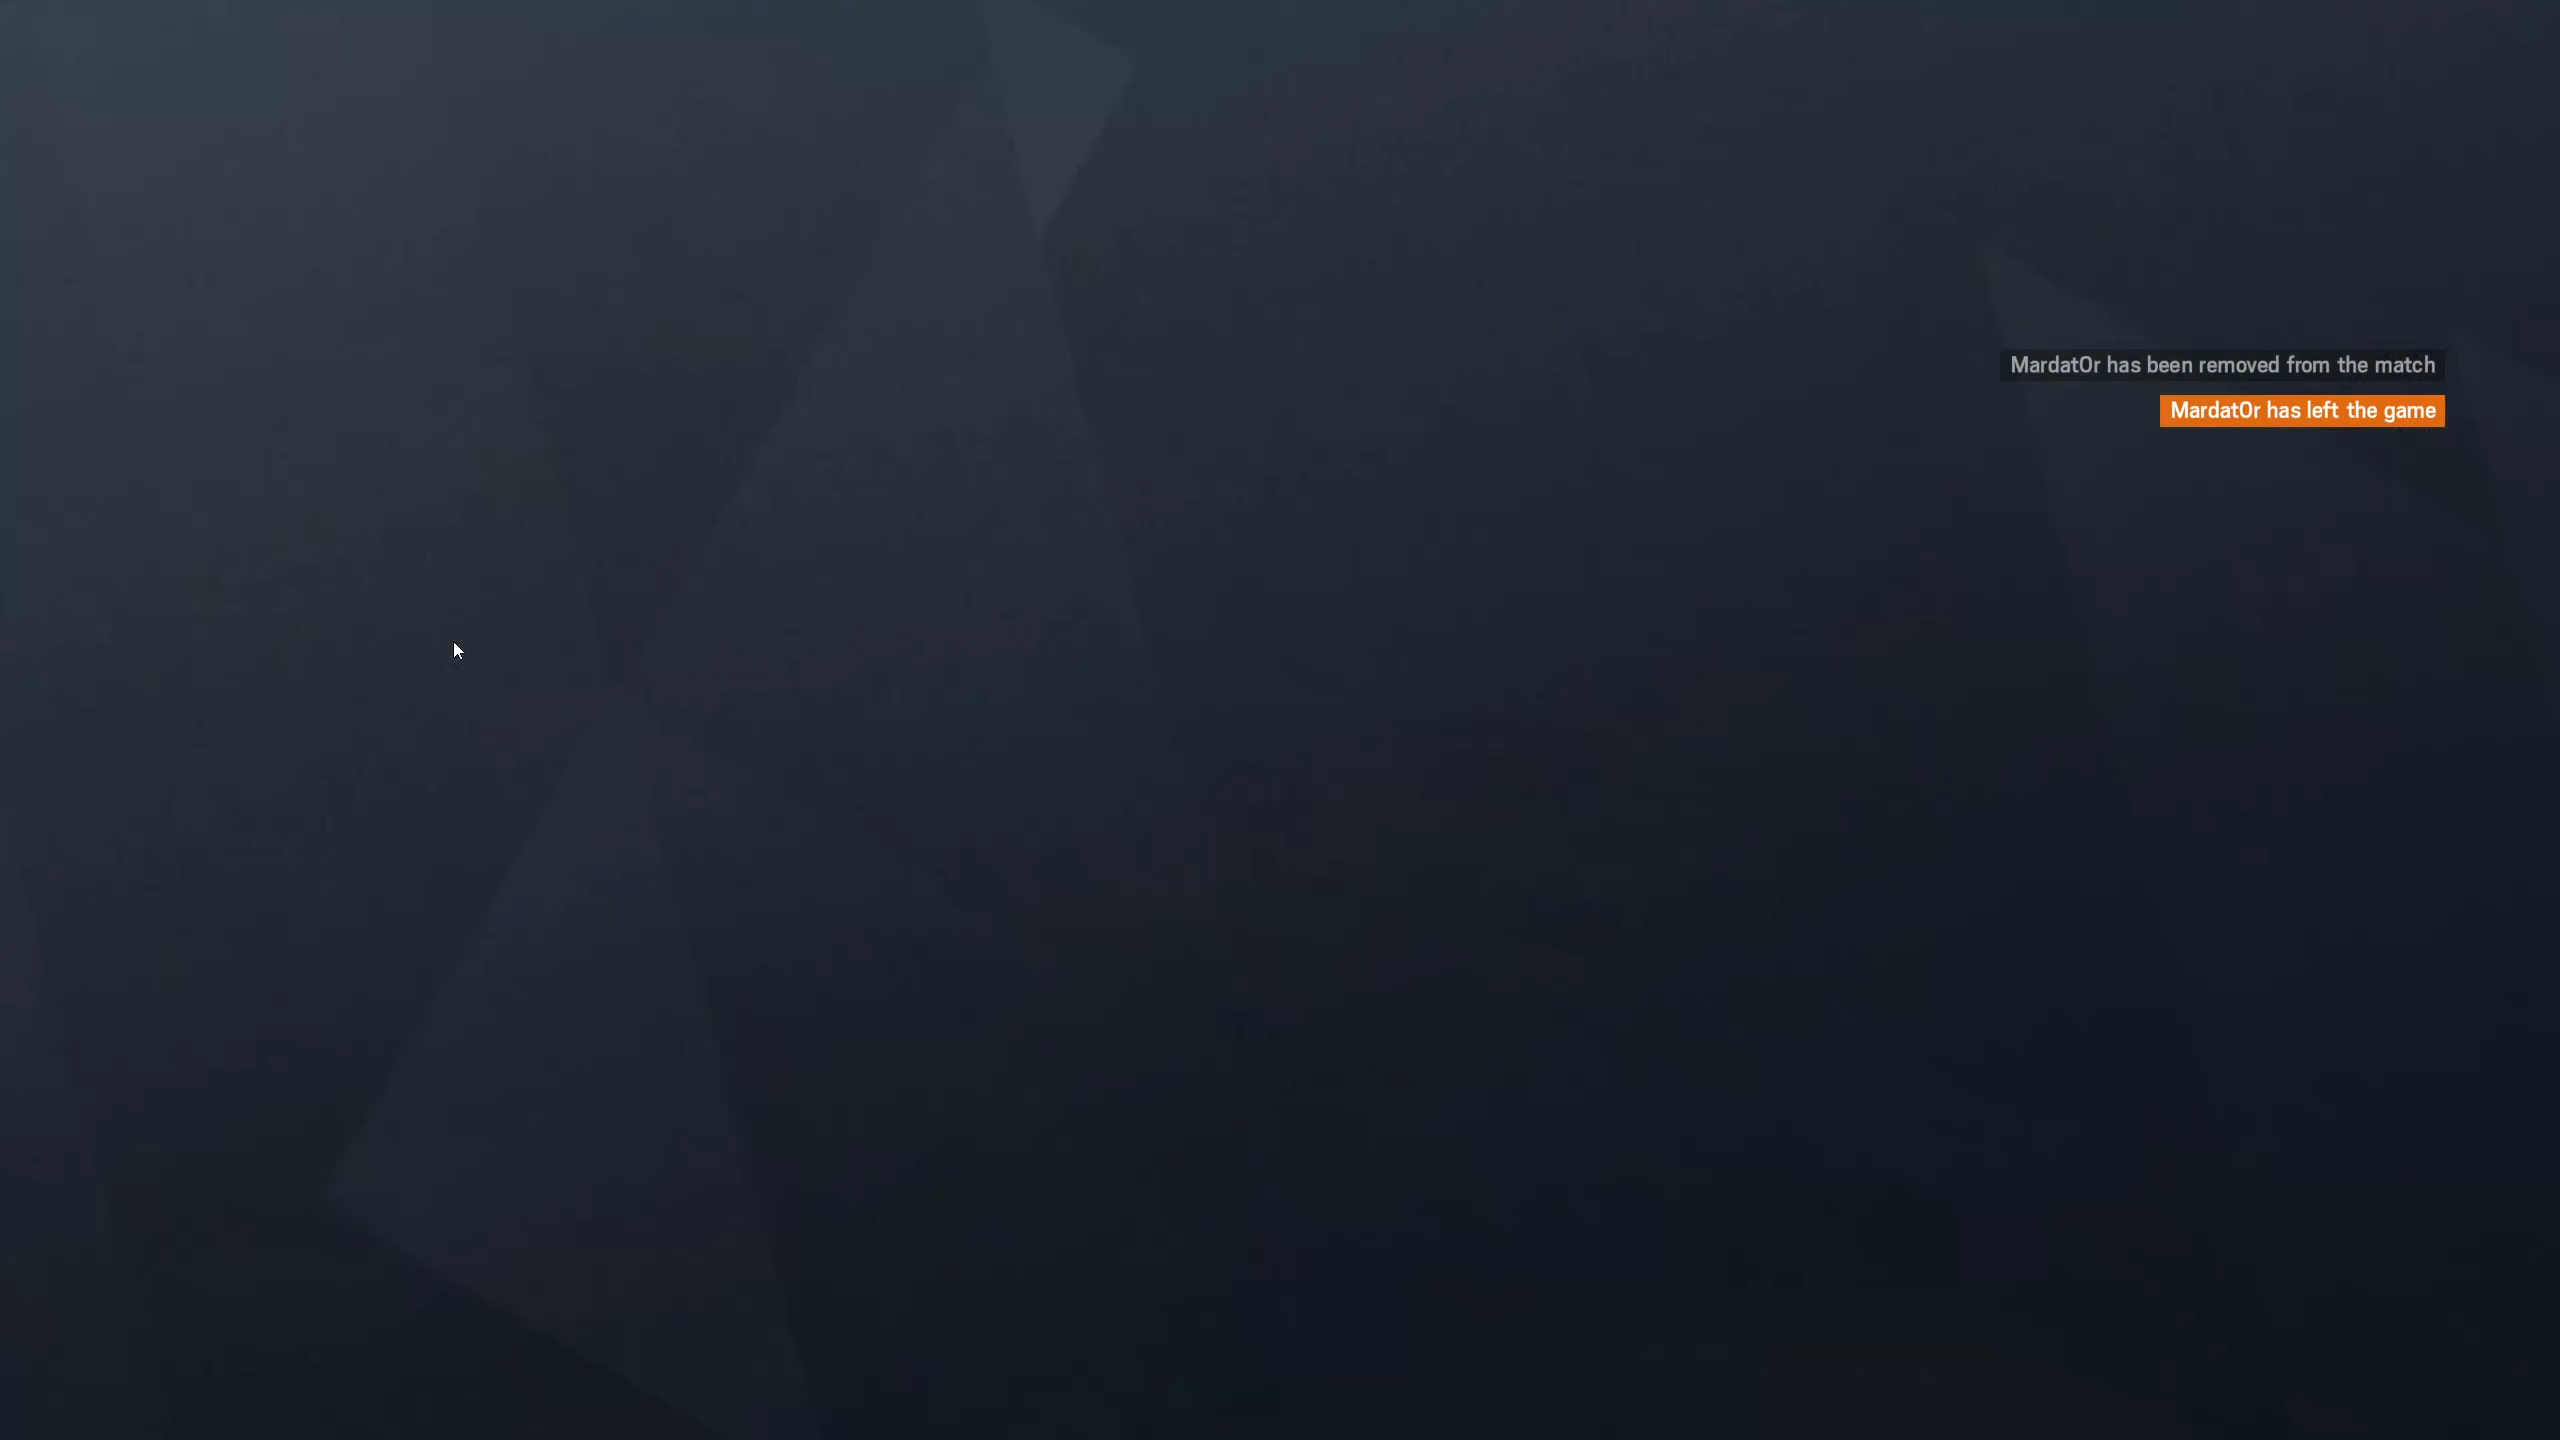 MardatOr has been removed from the match
MardatOr has left the game